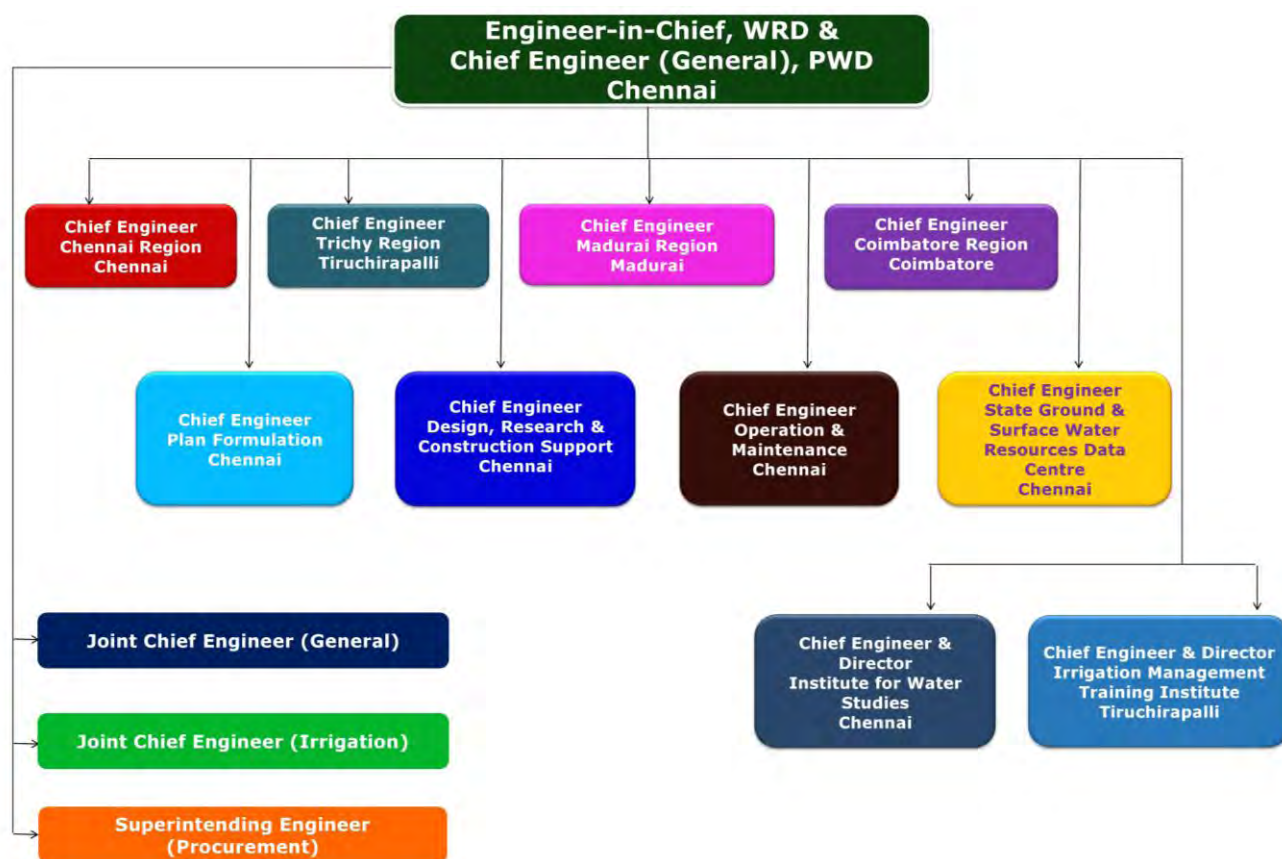 Engineer-in-Chief, WRD &
Chief Engineer (General), PWD
Chennai
Chief Engineer
Chennai Region
Chennai
Chief Engineer
Trichy Region
Tiruchirapalli
Chief Engineer
Madurai Region
Madurai
Chief Engineer
Coimbatore Region
Coimbatore
Chief Engineer
Plan Formulation
Chennai
Chief Engineer
Design, Research &
Construction Support
Chennai
Chief Engineer
Operation &
Maintenance
Chennai
Chief Engineer
State Ground &
Surface Water
Resources Data
Centre
Chennai
Chief Engineer &
Director
Institute for Water
Studies
Chennai
Chief Engineer & Director
Irrigation Management
Training Institute
Tiruchirapalli
Joint Chief Engineer (General)
Joint Chief Engineer (Irrigation)
Superintending Engineer
(Procurement)